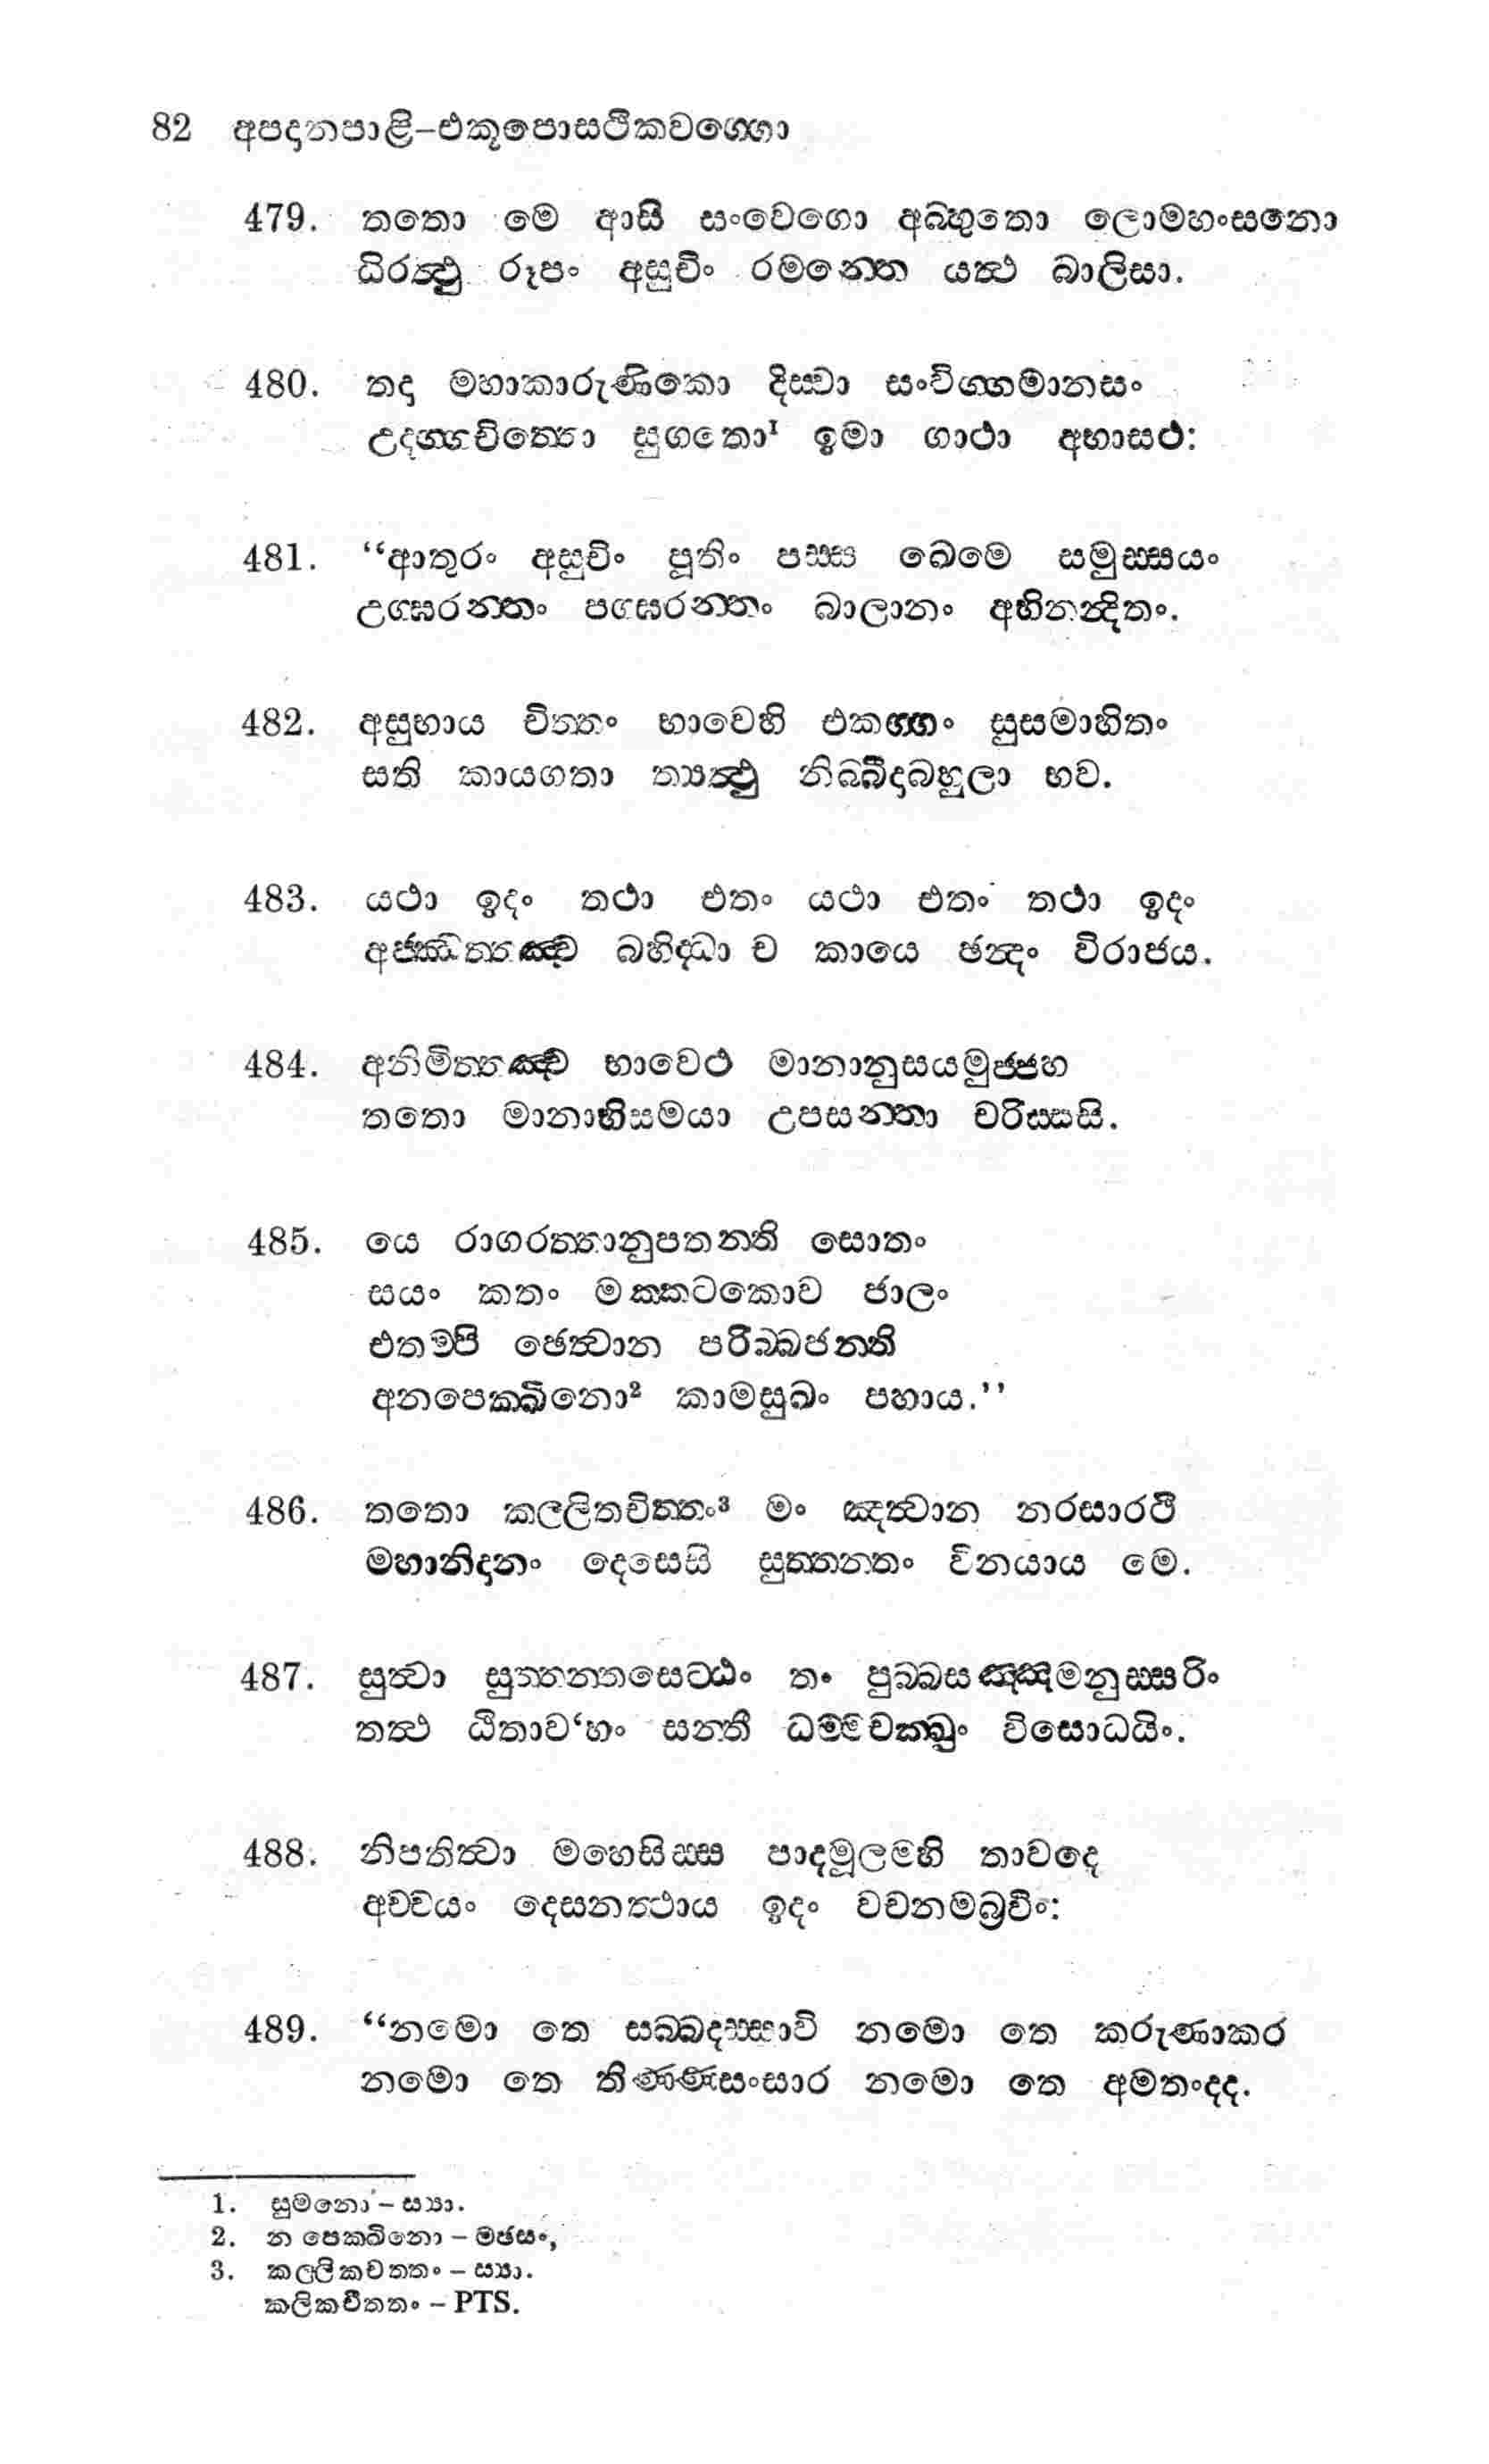 82 අපදානපාළි-එකූපොසථිකවග්ගො
479. තතො මෙ ආසි සංවෙගො අබ්භුතො ලොමහංසනො
ධිරත්ථු රූපං අසුචිං රමන්තෙ යත්ථ බාලිසා.
480. තදා මහාකාරුණිකො දිස්වා සංවිග්ගමානසං
උදග්ගචිත්තො සුගතො¹ ඉමා ගාථා අභාසථ:
481. “ආතුරං අසුචිං පූතිං පස්ස ඛෙමෙ සමුස්සයං
උග්ඝරන්තං පග්ඝරන්තං බාලානං අභිනන්දිතං.
482. අසුභාය චිත්තං භාවෙහි එකග්ගං සුසමාහිතං
සති කායගතා ත්‍යත්ථු නිබ්බිදාබහුලා භව.
483. යථා ඉදං තථා එතං යථා එතං තථා ඉදං
අජ්ඣත්තඤ්ච බහිද්ධා ච කායෙ ඡන්දං විරාජය.
484. අනිමිත්තඤ්ච භාවෙථ මානානුසයමුජ්ජහ
තතො මානාභිසමයා උපසන්තා චරිස්සසි.
485. යෙ රාගරත්තානුපතන්ති සොතං
සයං කතං මක්කටකොව ජාලං
එතම්පි ඡෙත්වාන පරිබ්බජන්ති
අනපෙක්ඛිනො² කාමසුඛං පහාය.’’
486. තතො කල්ලිතචිත්තං³ මං ඤත්වාන නරසාරථි
මහානිදානං දෙසෙසි සුත්තන්තං විනයාය මෙ.
487. සුත්වා සුත්තන්තසෙට්ඨං තං පුබ්බසඤ්ඤමනුස්සරිං
තත්ථ ඨිතාව‘හං සන්තී ධම්මචක්ඛුං විසොධයිං.
488. නිපතිත්වා මහෙසිස්ස පාදමූලම්හි තාවදෙ
අච්චයං දෙසනත්ථාය ඉදං වචනමබ්‍රවිං:
489. “නමො තෙ සබ්බදස්සාවි නමො තෙ කරුණාකර
නමො තෙ තිණ්ණසංසාර නමො තෙ අමතංදද.
1. සුමනො - ස්‍යා.
2. න පෙක්ඛිනො - මඡසං,
3. කල්ලිකචත්තං - ස්‍යා.
කලිකචීත්තං - PTS.